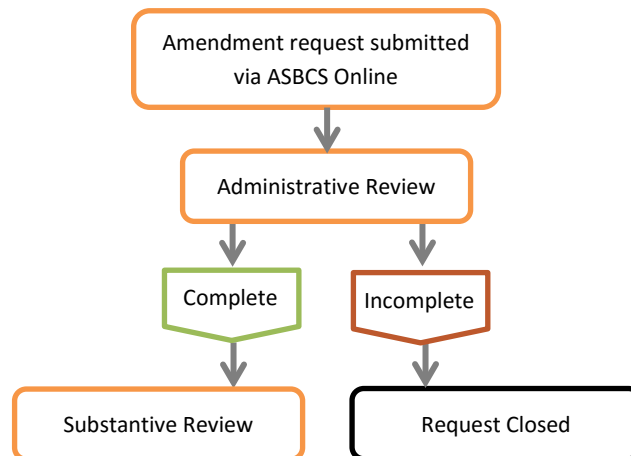 Amendment request submitted
via ASBCS Online
Administrative Review
Complete
Incomplete
Substantive Review
Request Closed